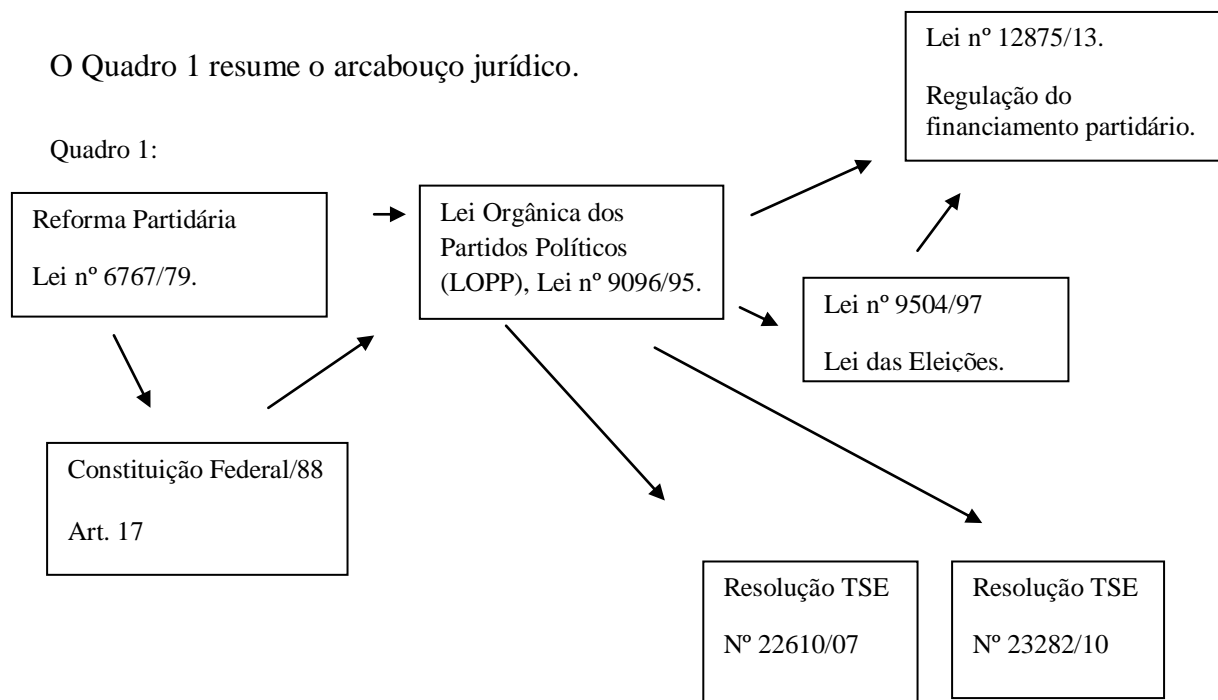 O Quadro 1 resume o arcabouço jurídico.
Quadro 1:
Lei nº 12875/13.
Regulação do
financiamento partidário.
Reforma Partidária
Lei nº 6767/79.
Lei Orgânica dos
Partidos Políticos
(LOPP), Lei nº 9096/95.
Lei nº 9504/97
Lei das Eleições.
Constituição Federal/88
Art. 17
Resolução TSE
Nº 22610/07
Resolução TSE
Nº 23282/10